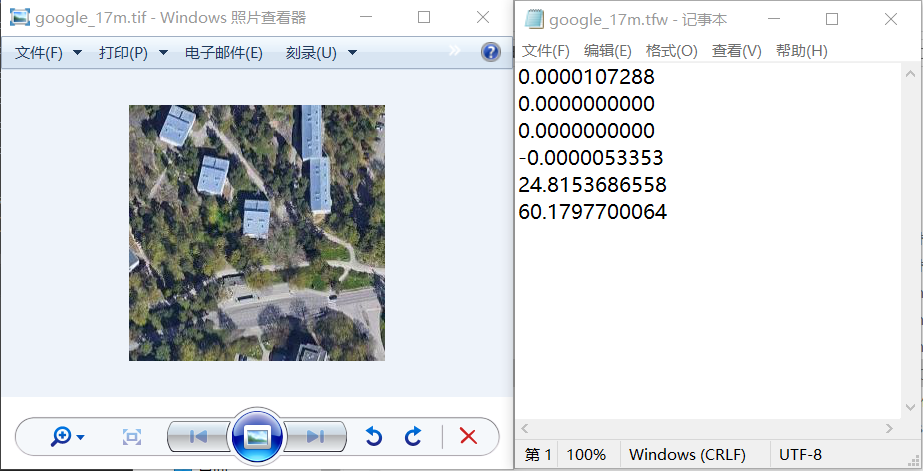 google_17m.tif - Windows 照片查看器
文件(F) 打印(P) 电子邮件(E) 刻录(U) »
google_17m.tfw - 记事本
文件(F) 编辑(E) 格式(O) 查看(V) 帮助(H)
0.0000107288
0.0000000000
0.0000000000
-0.0000053353
24.8153686558
60.1797700064
第 1 100% Windows (CRLF) UTF-8